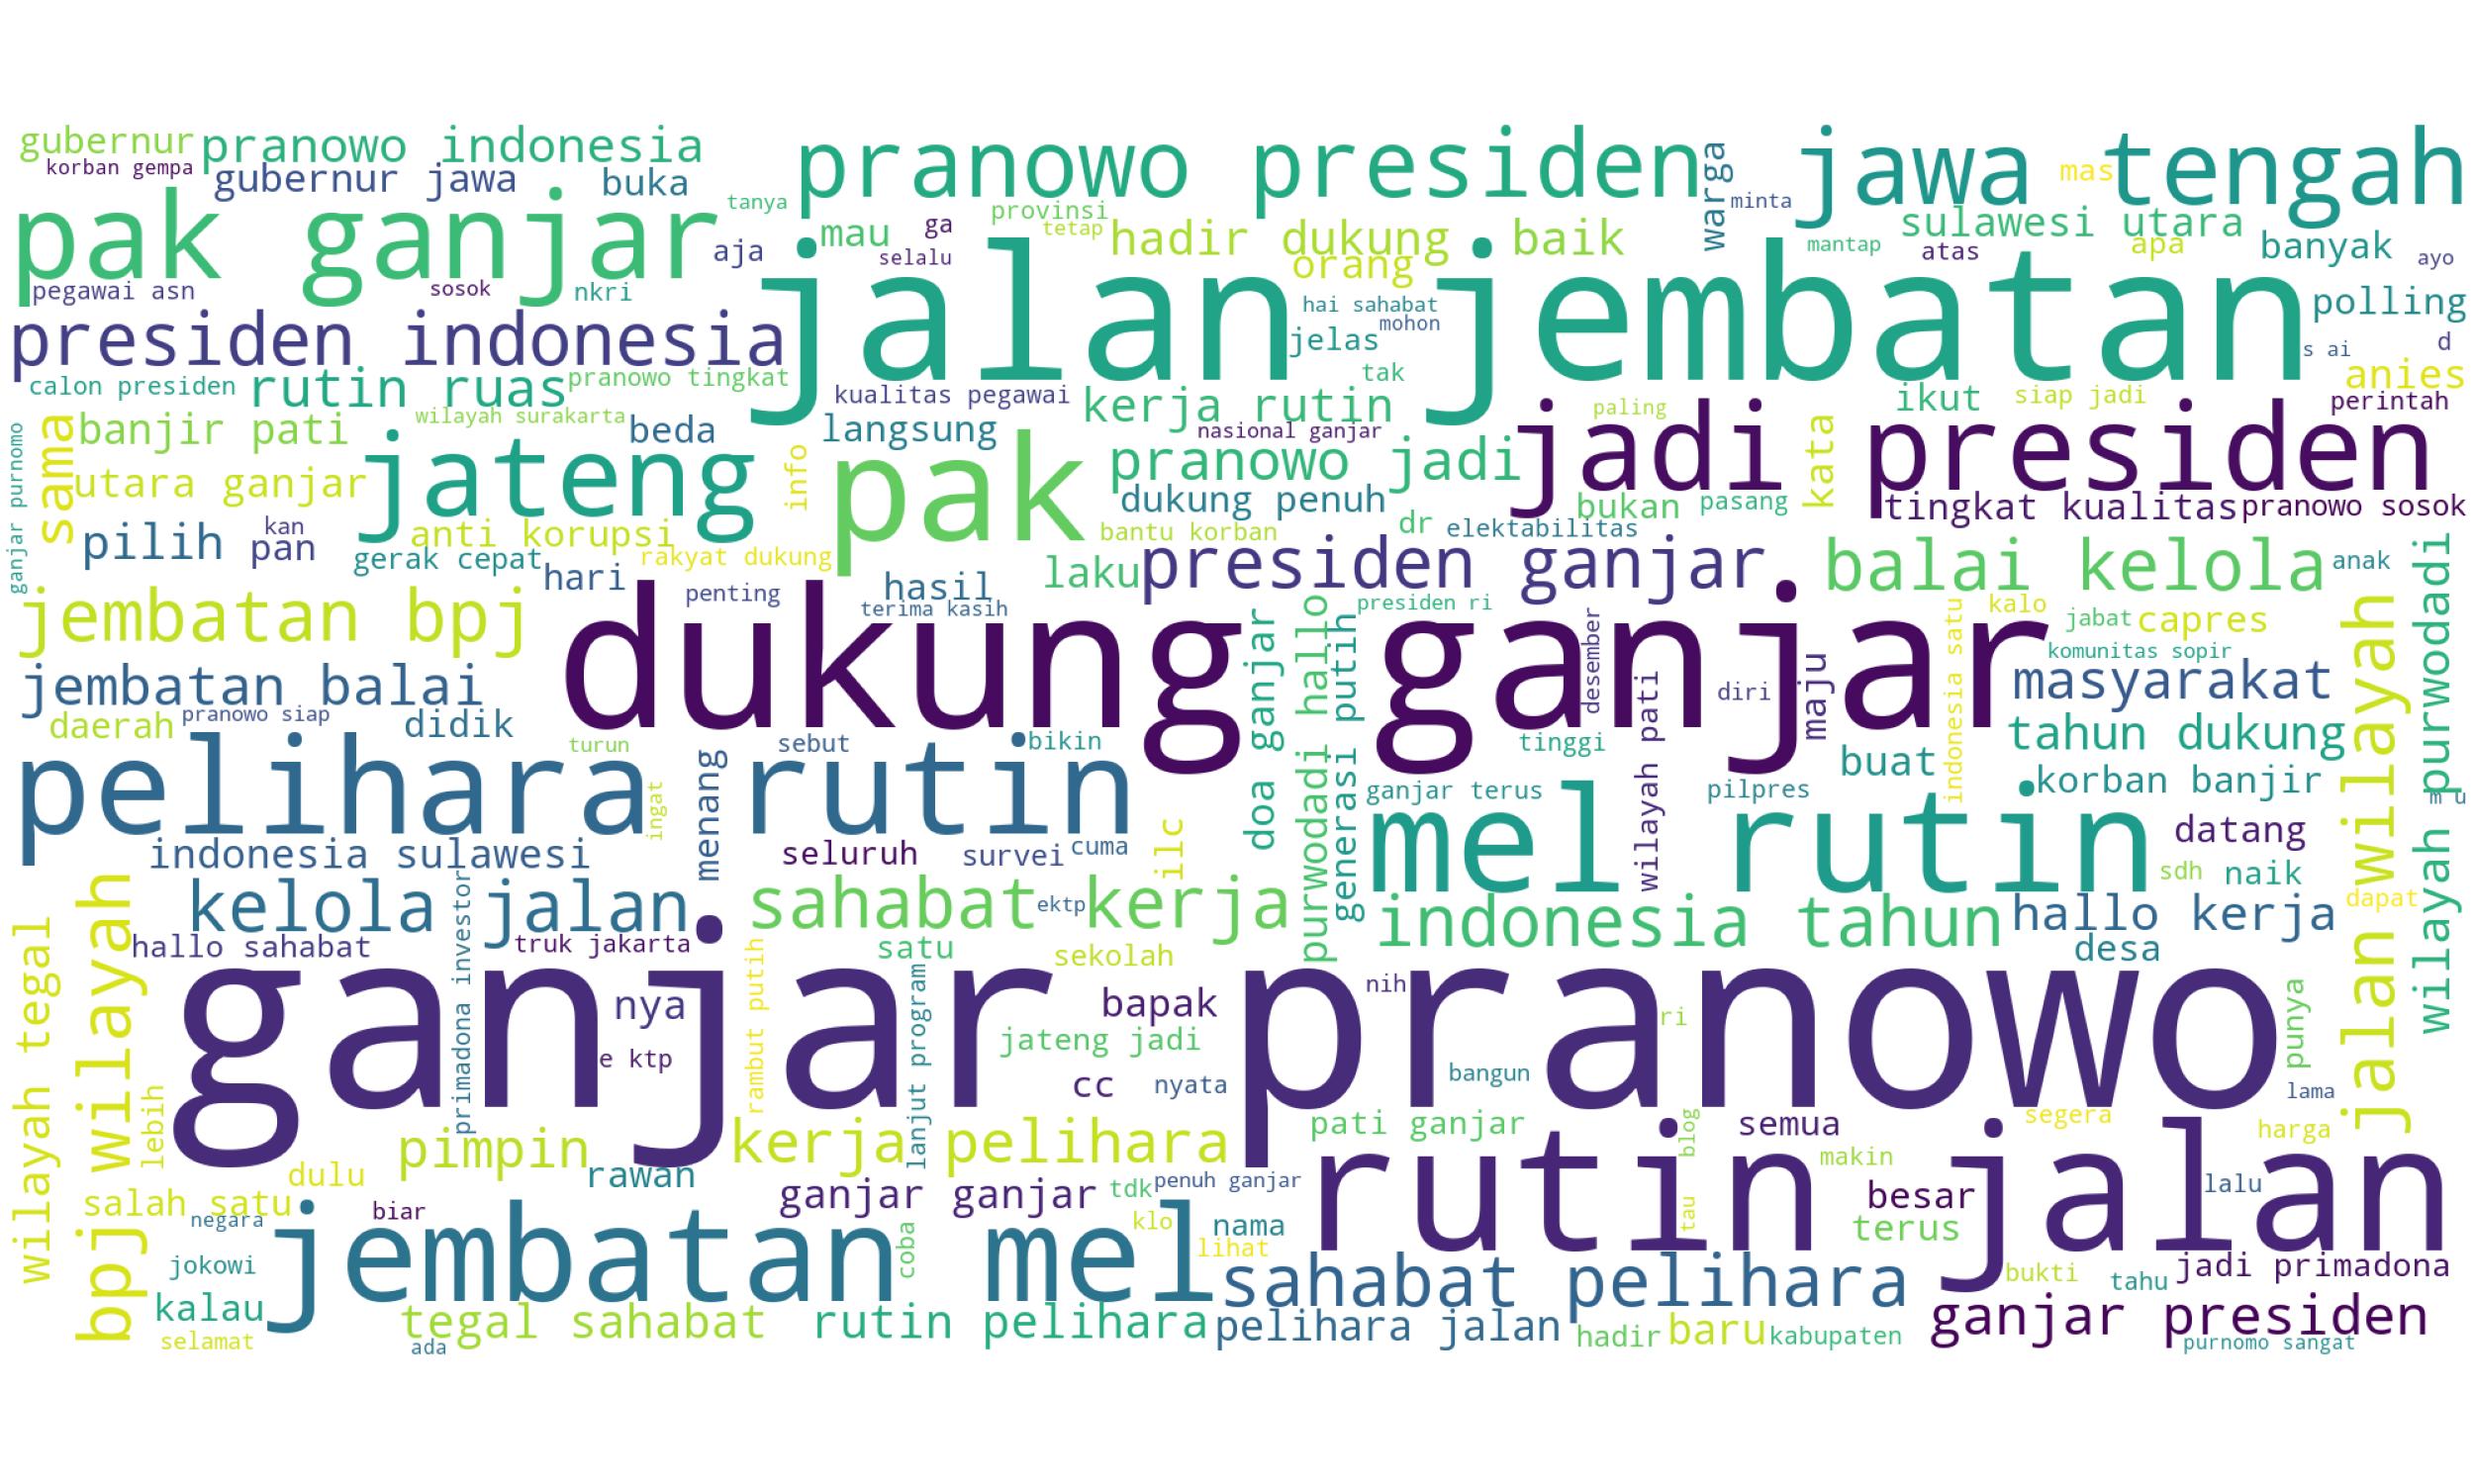 gubernur
pranowo indonesia
pranowo presiden
warga
jawa tengah
mas
korban gempa
gubernur jawa
buka
tanya
minta
pak ganjar
aja
mau
ga
provinsi
tetap
hadir dukung
baik
sulawesi utara
selalu
orang
mantap
atas
apa
banyak
ayo
pegawai asn
sosok
nkri
jalan jembatan
hai sahabat
mohon
polling
presiden indonesia
jelas
s ai
d
calon presiden
rutin ruas
pranowo tingkat
tak
anies
kualitas pegawai
kerja rutin
ikut
siap jadi
perintah
wilayah surakarta
paling
ganjar purnomo
sama
banjir pati
beda
langsung
nasional ganjar
jadi presiden
kata
jateng
info
pak
pranowo jadi
utara ganjar
dukung penuh
bukan
pasang
tingkat kualitas
pranowo sosok
pilih
kan
pan
anti korupsi
bantu korban
dr
elektabilitas
gerak cepat
rakyat dukung
hari
hasil
laku
presiden ganjar
balai kelola
anak
wilayah purwodadi
jembatan bpj
penting
terima kasih
presiden ri
kalo
jabat
capres
dukung ganjar
doa ganjar
purwodadi hallo
generasi putih
desember
indonesia satu
jalan wilayah
komunitas sopir
jembatan balai
wilayah pati
diri
maju
masyarakat
daerah
pranowo siap
didik
tahun dukung
turun
sebut
bikin
tinggi
buat
pelihara rutin
menang
ingat
ganjar terus
pilpres
korban banjir
m u
mel rutin
datang
indonesia sulawesi
seluruh
survei
cuma
ilc
sdh
naik
kelola jalan
primadona investor
sahabat kerja
ektp
indonesia tahun
hallo kerja
dapat
wilayah tegal
bpj wilayah
hallo sahabat
truk jakarta
satu
sekolah
desa
ganjar pranowo
nya
rambut putih
lanjut program
bapak
nih
ri
punya
jateng jadi
e ktp
cc
nyata
bangun
lama
lebih
pimpin
kerja pelihara
pati ganjar
blog
semua
segera
harga
rutin jalan
makin
dulu
rawan
salah satu
ganjar ganjar
tdk
penuh ganjar
besar
lalu
negara
biar
klo
nama
tau
terus
jembatan mel
coba
lihat
jokowi
sahabat pelihara
bukti
tahu
jadi primadona
kalau
tegal sahabat
rutin pelihara
pelihara jalan
hadir
baru
kabupaten
ganjar presiden
selamat
ada
purnomo sangat